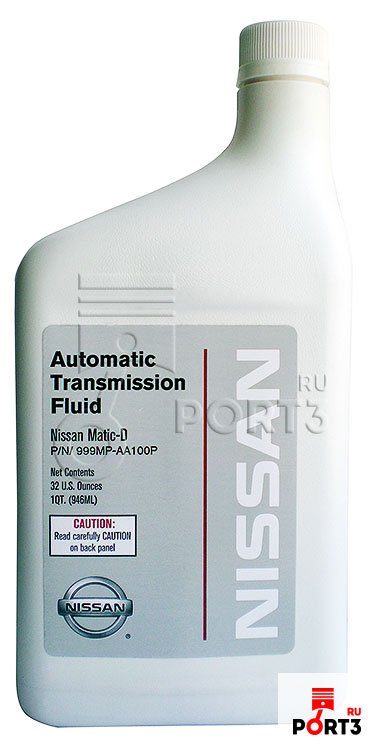 Automatic
Transmission
Fluid
Nissan Matic-D
P/N/ 999MP-AA100P
Net Contents
32 U.S. Ounces
1QT. (946ML)
CAUTION:
Read carefully CAUTION
on back panel
NISSAN
®
NISSAN
RU
PORT3
RU
PORT3